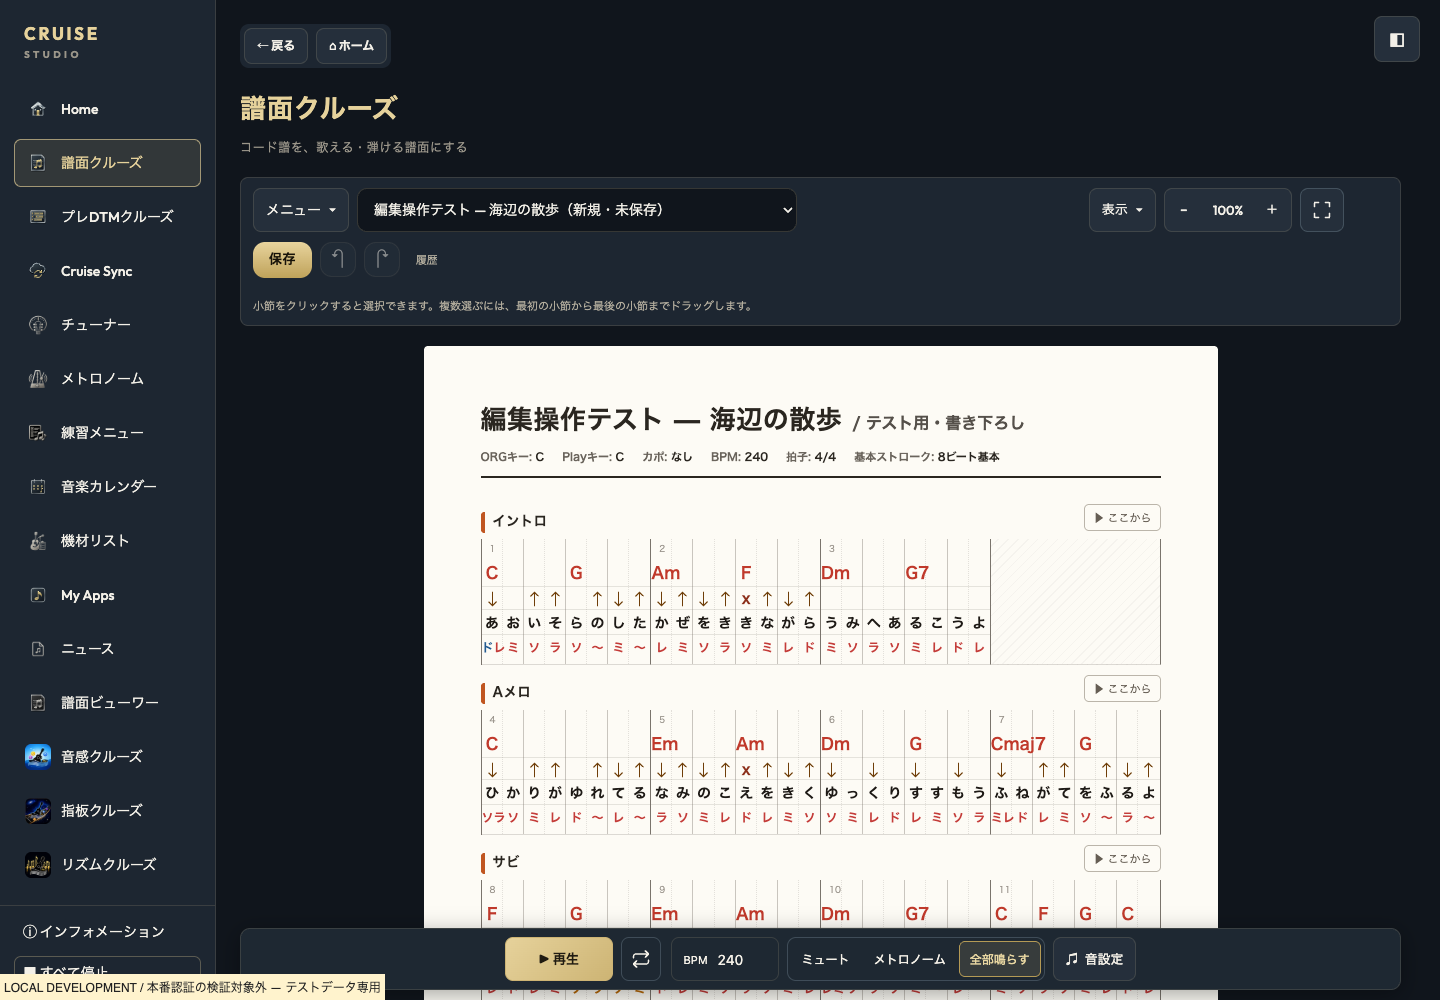 CRUISE
STUDIO
Home
譜面クルーズ
プレDTMクルーズ
Cruise Sync
チューナー
メトロノーム
練習メニュー
音楽カレンダー
機材リスト
My Apps
ニュース
譜面ビューワー
音感クルーズ
指板クルーズ
リズムクルーズ
ⓘ インフォメーション
■ すべて停止
LOCAL DEVELOPMENT / 本番認証の検証対象外 — テストデータ専用
← 戻る
⌂ ホーム
譜面クルーズ
コード譜を、歌える・弾ける譜面にする
メニュー
編集操作テスト — 海辺の散歩（新規・未保存）
表示
- 100% +
保存
履歴
小節をクリックすると選択できます。複数選ぶには、最初の小節から最後の小節までドラッグします。
編集操作テスト — 海辺の散歩 / テスト用・書き下ろし
ORGキー: C Playキー: C カポ: なし BPM: 240 拍子: 4/4 基本ストローク: 8ビート基本
イントロ
▶ ここから
1 2 3
C G Am F Dm G7
↓ ↑ ↑ ↑ ↓ ↑ ↓ ↑ ↓ ↑ x ↑ ↓ ↑
あ お い そ ら の し た か ぜ を き き な が ら う み へ あ る こ う よ
ドレ ミ ソ ラ ソ 〜 ミ 〜 レ ミ ソ ラ ソ ミ レ ド ミ ソ ラ ソ ミ レ ド レ
Aメロ
▶ ここから
4 5 6 7
C Em Am Dm G Cmaj7 G
↓ ↑ ↑ ↑ ↓ ↑ ↓ ↑ ↓ ↑ x ↑ ↓ ↑ ↓ ↓ ↓ ↓ ↓ ↑ ↑ ↑ ↓ ↑
ひ か り が ゆ れ て る な み の こ え を き く ゆ っ く り す す も う ふ ね が て を ふ る よ
ソラ ソ ミ レ ド 〜 レ 〜 ラ ソ ミ レ ド レ ミ ソ ソ ミ レ ド レ ミ ソ ラ ミレ ド レ ミ ソ 〜 ラ 〜
サビ
▶ ここから
8 9 10 11
F G Em Am Dm G7 C F G C
▶ 再生
BPM 240
ミュート
メトロノーム
全部鳴らす
音設定